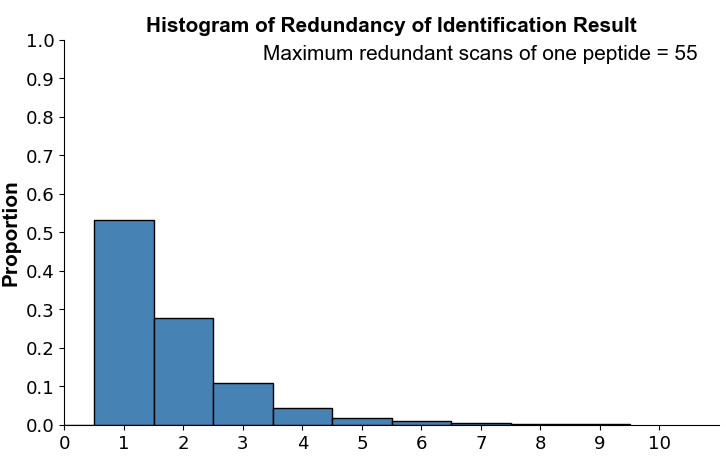 Histogram of Redundancy of Identification Result
Maximum redundant scans of one peptide = 55
Proportion
1.0
0.9
0.8
0.7
0.6
0.5
0.4
0.3
0.2
0.1
0.0
0 1 2 3 4 5 6 7 8 9 10